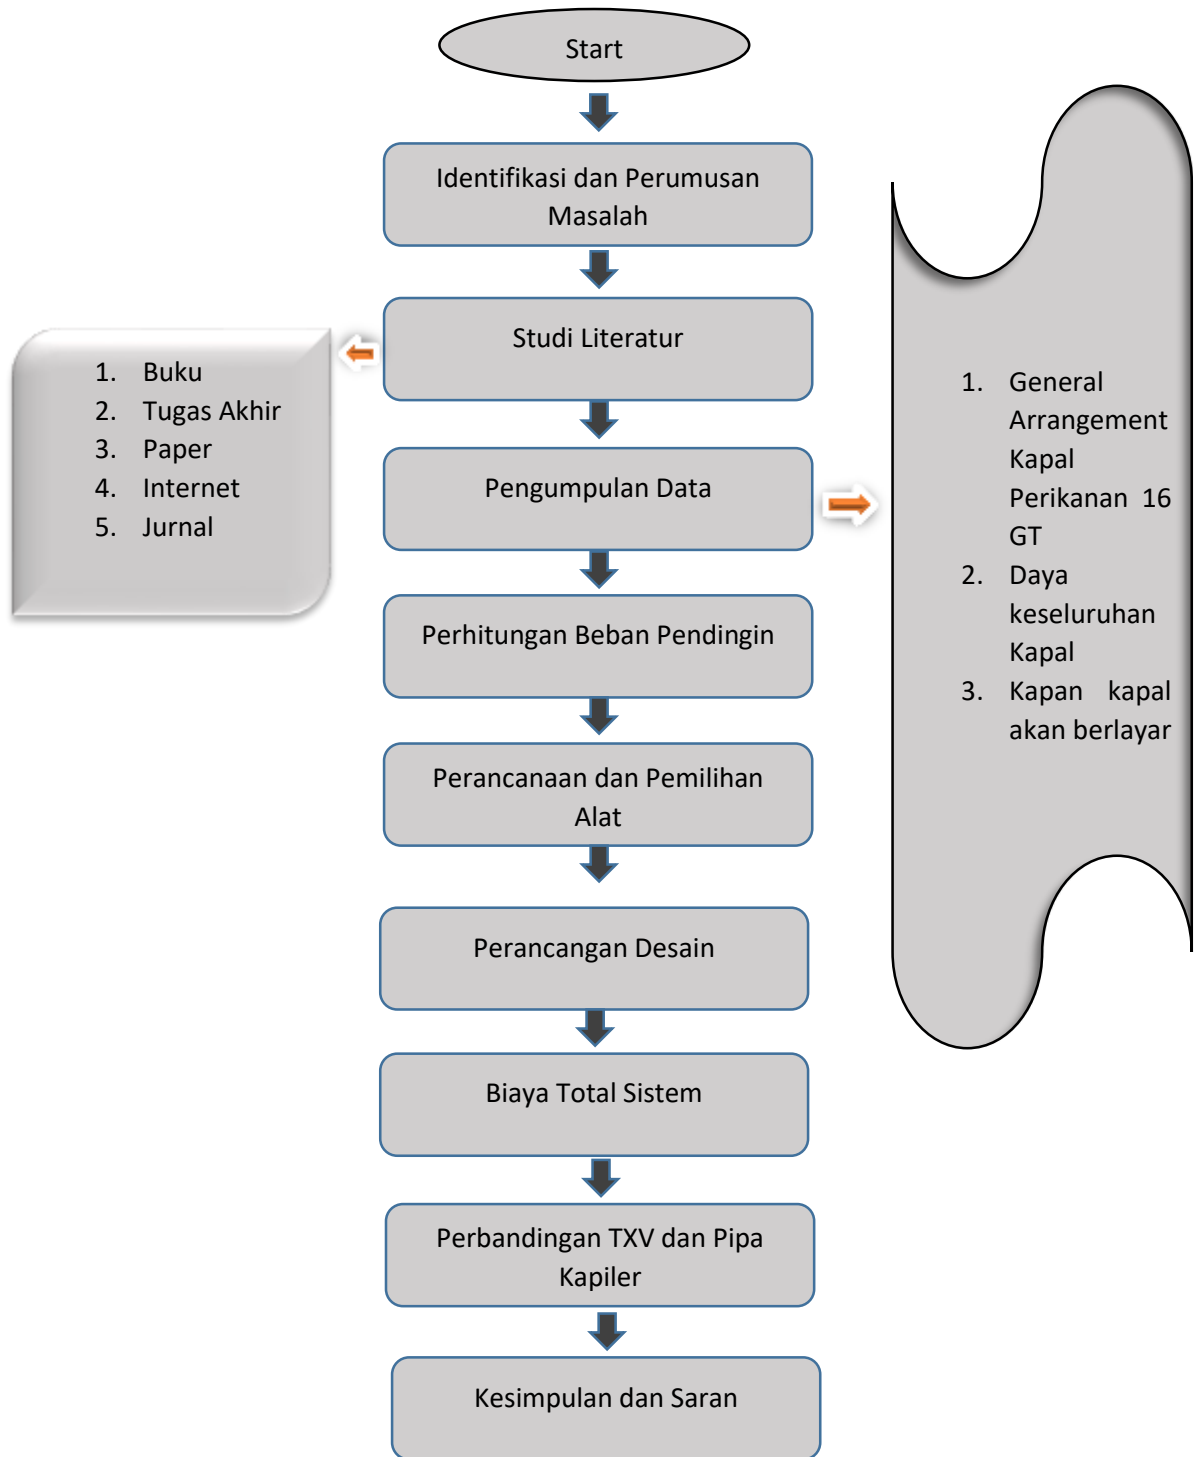 Start
Identifikasi dan Perumusan
Masalah
Studi Literatur
1. Buku
2. Tugas Akhir
3. Paper
4. Internet
5. Jurnal
Pengumpulan Data
1. General
Arrangement
Kapal
Perikanan 16
GT
2. Daya
keseluruhan
Kapal
3. Kapan kapal
akan berlayar
Perhitungan Beban Pendingin
Perancanaan dan Pemilihan
Alat
Perancangan Desain
Biaya Total Sistem
Perbandingan TXV dan Pipa
Kapiler
Kesimpulan dan Saran